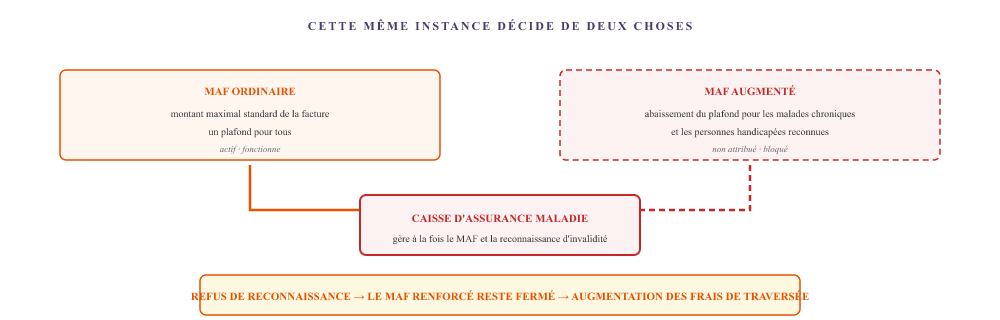 CETTE MÊME INSTANCE DÉCIDE DE DEUX CHOSES
MAF ORDINAIRE
montant maximal standard de la facture
un plafond pour tous
actif · fonctionne
MAF AUGMENTÉ
abaissement du plafond pour les malades chroniques
et les personnes handicapées reconnues
non attribué · bloqué
CAISSE D'ASSURANCE MALADIE
gère à la fois le MAF et la reconnaissance d'invalidité
REFUS DE RECONNAISSANCE → LE MAF RENFORCÉ RESTE FERMÉ → AUGMENTATION DES FRAIS DE TRAVERSÉE